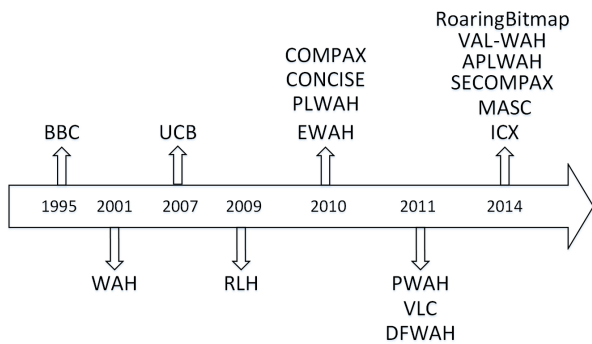 RoaringBitmap
VAL-WAH
APLWAH
SECOMPAX
MASC
ICX
COMPAX
CONCISE
PLWAH
EWAH
BBC
UCB
1995
2001
2007
2009
2010
2011
2014
WAH
RLH
PWAH
VLC
DFWAH